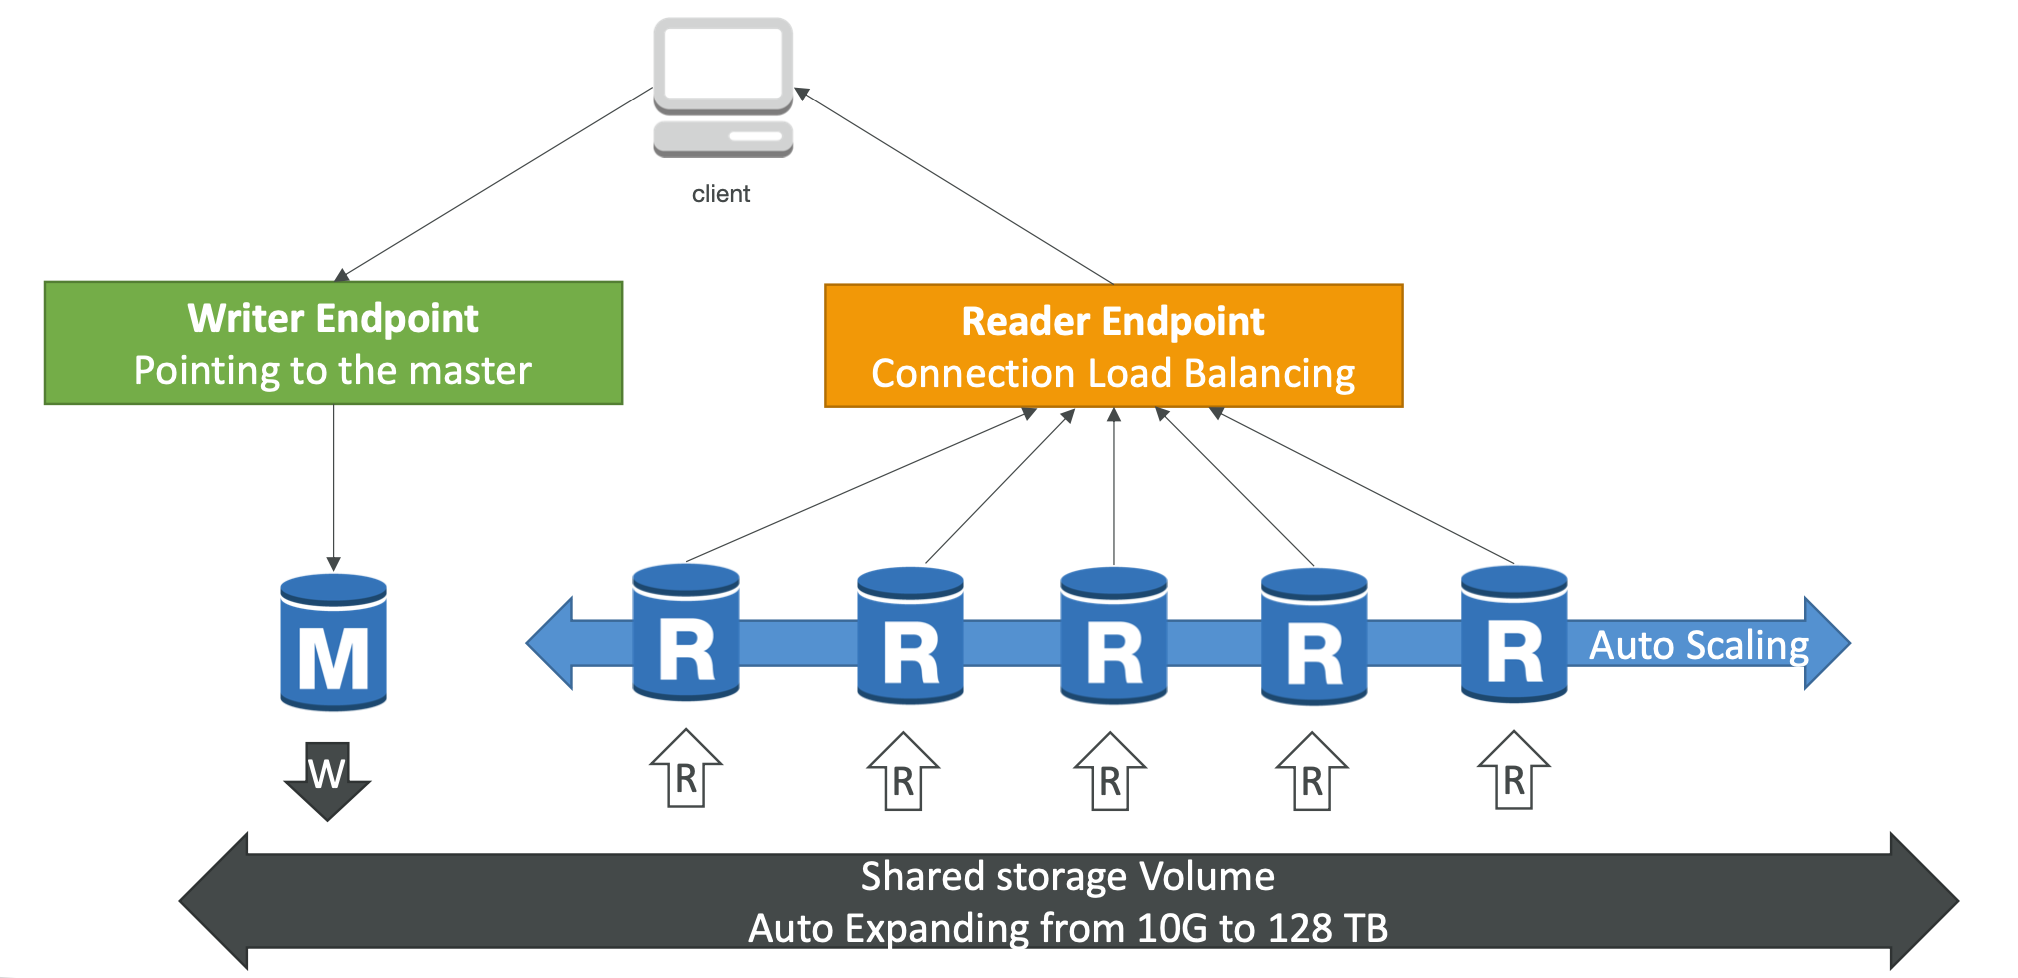 client
Writer Endpoint
Pointing to the master
Reader Endpoint
Connection Load Balancing
M
R
R
R
R
R
Auto Scaling
W
R
R
R
R
R
Shared storage Volume
Auto Expanding from 10G to 128 TB